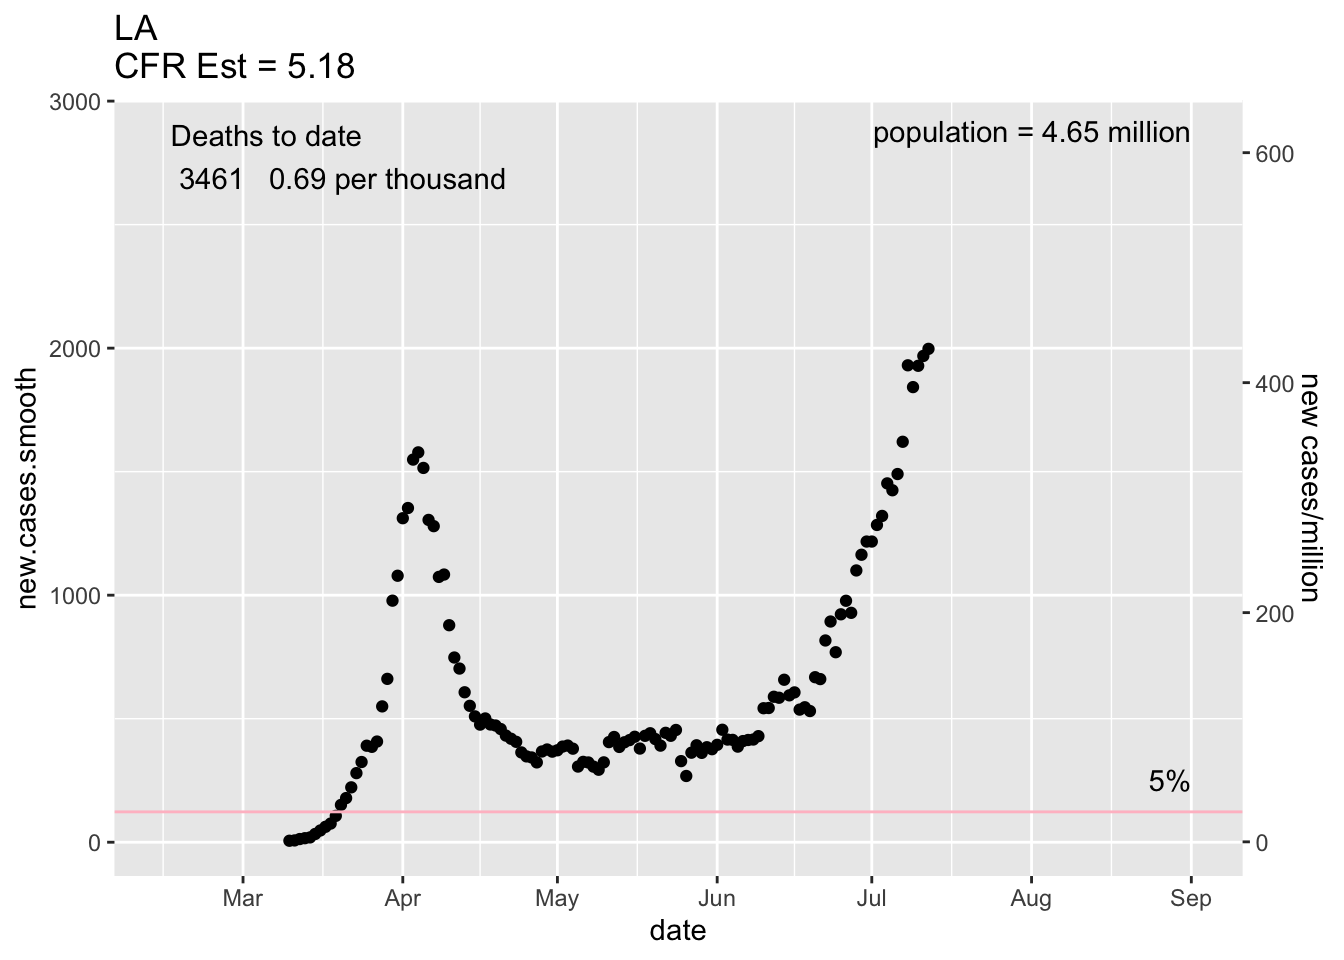 LA
CFR Est = 5.18
Deaths to date
3461 0.69 per thousand
population = 4.65 million
3000
2000
1000
0
new.cases.smooth
600
400
200
0
new cases/million
5%
Mar Apr May Jun Jul Aug Sep
date